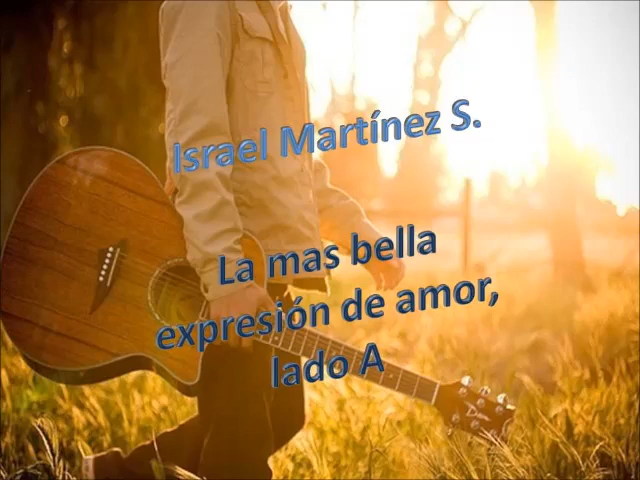 Israel Martínez S.
La mas bella
expresión de amor,
lado A